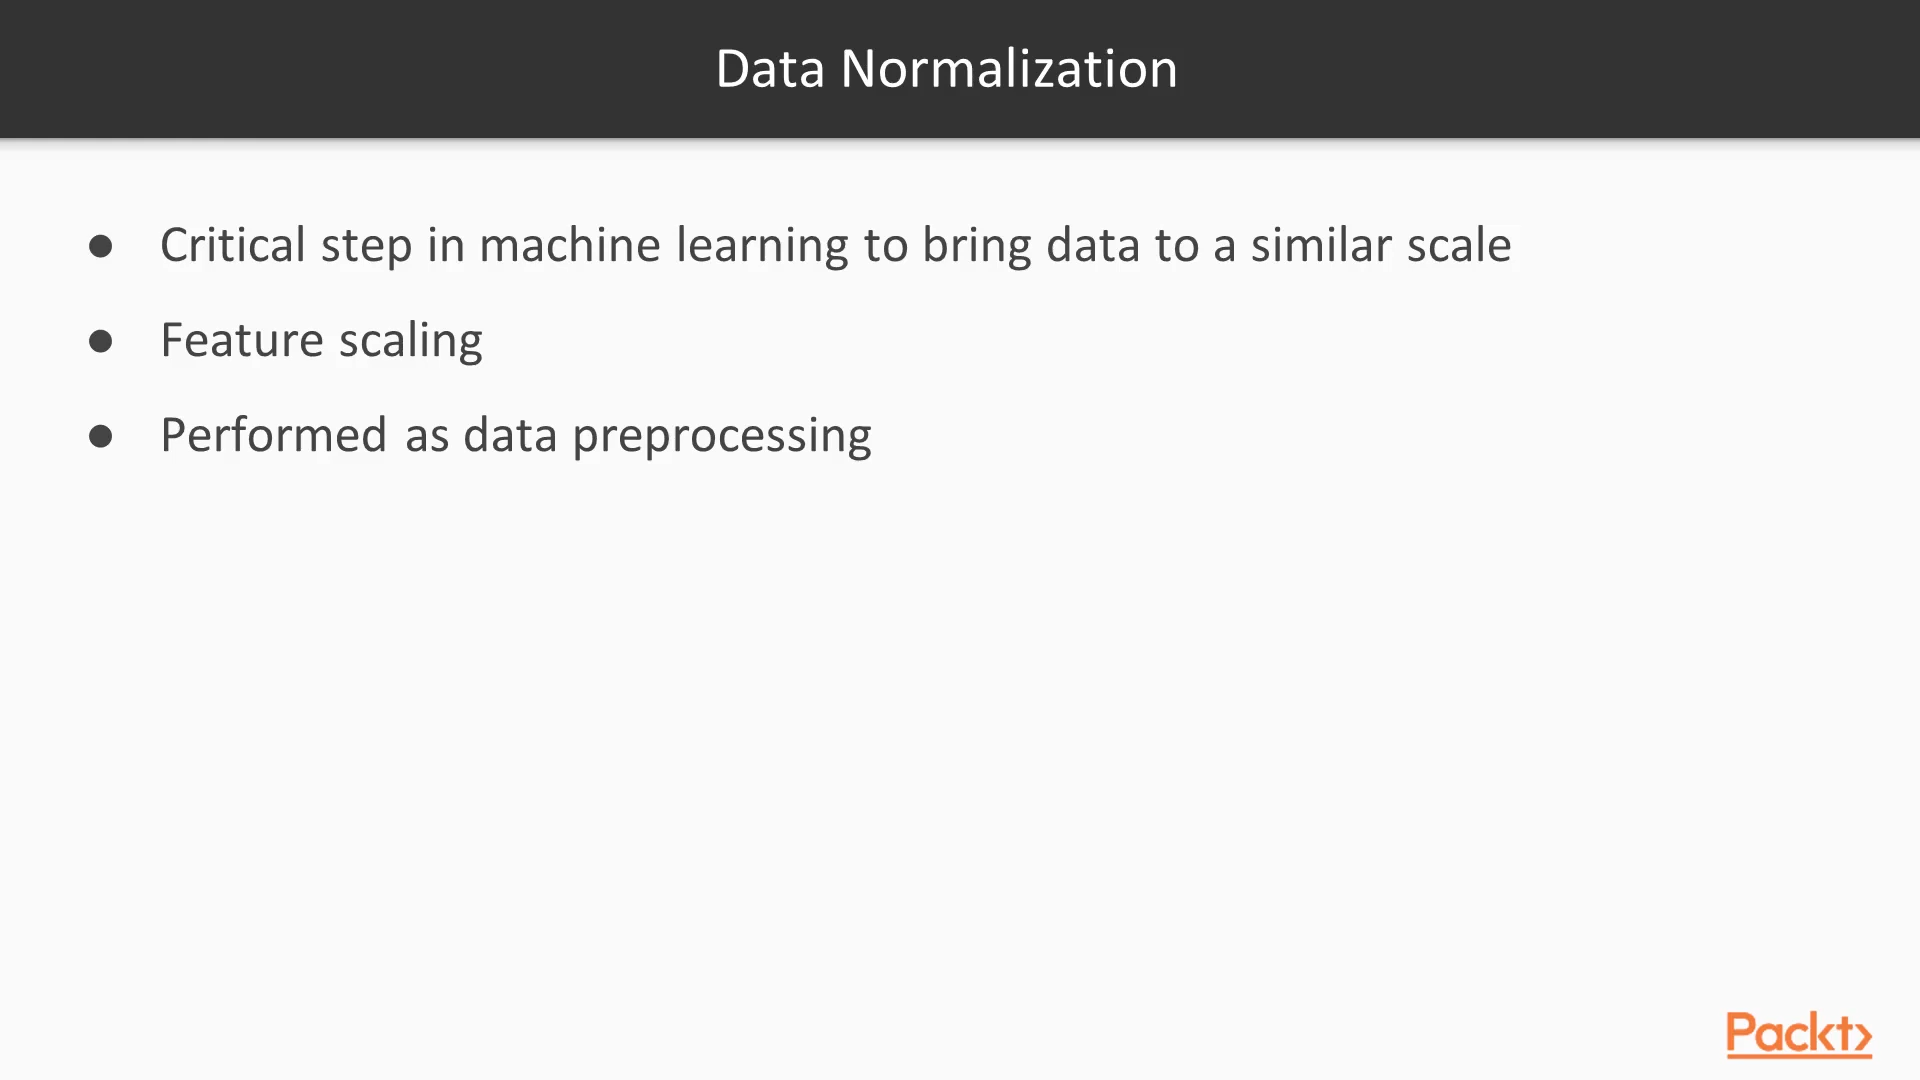 Data Normalization
● Critical step in machine learning to bring data to a similar scale
● Feature scaling
● Performed as data preprocessing
Packt>